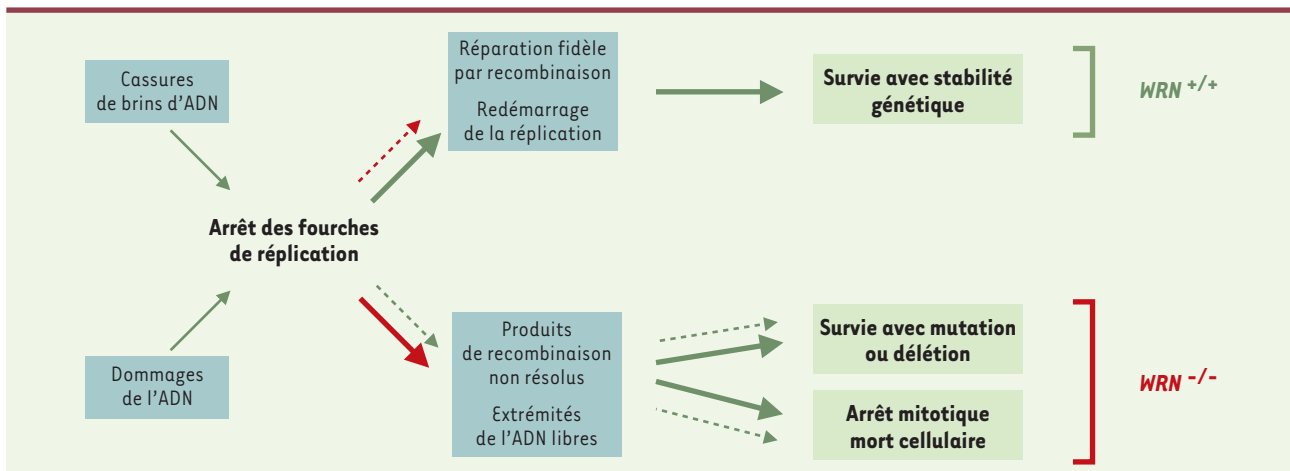 Cassures
de brins d'ADN
Réparation fidèle
par recombinaison
Redémarrage
de la réplication
Survie avec stabilité
génétique
WRN +/+
Arrêt des fourches
de réplication
Dommages
de l'ADN
Produits
de recombinaison
non résolus
Extrémités
de l'ADN libres
Survie avec mutation
ou délétion
Arrêt mitotique
mort cellulaire
WRN -/-